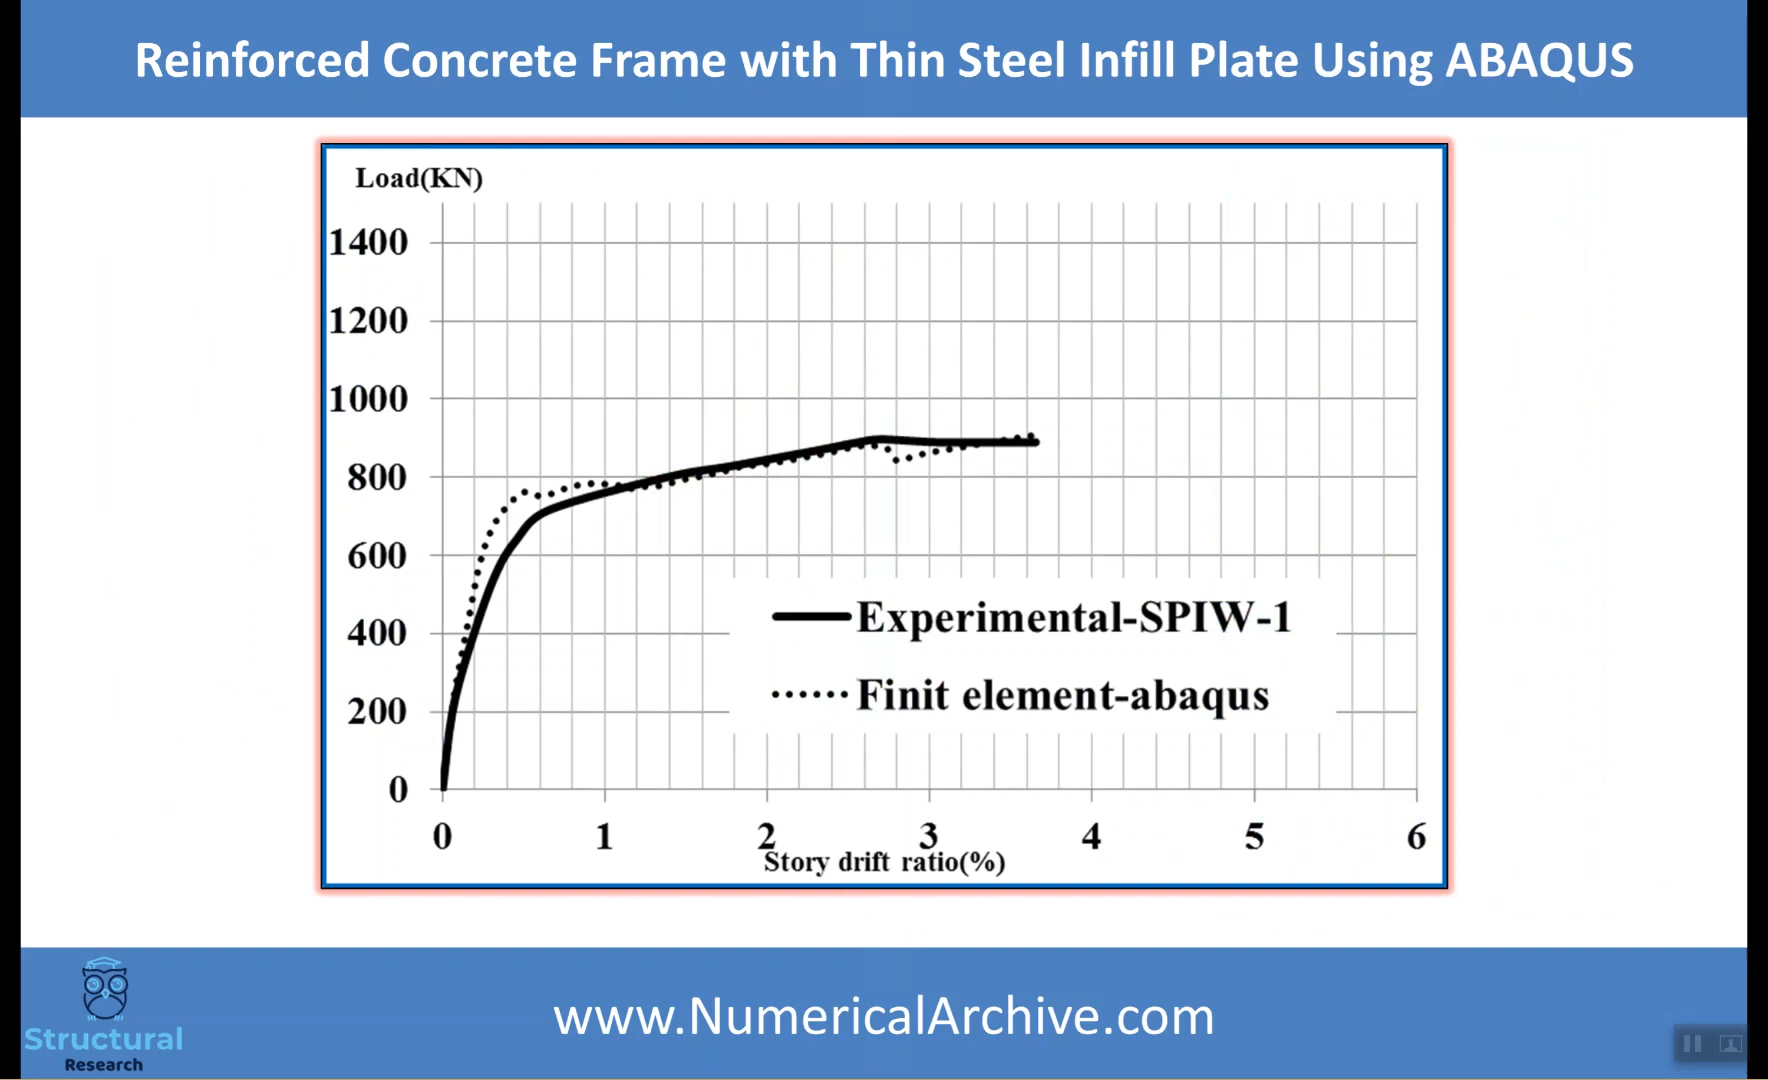 Reinforced Concrete Frame with Thin Steel Infill Plate Using ABAQUS
Load(KN)
1400
1200
1000
800
600
400
200
0
Experimental-SPIW-1
Finit element-abaqus
0 1 2 3 4 5 6
Story drift ratio(%)
Structural
Research
www.NumericalArchive.com